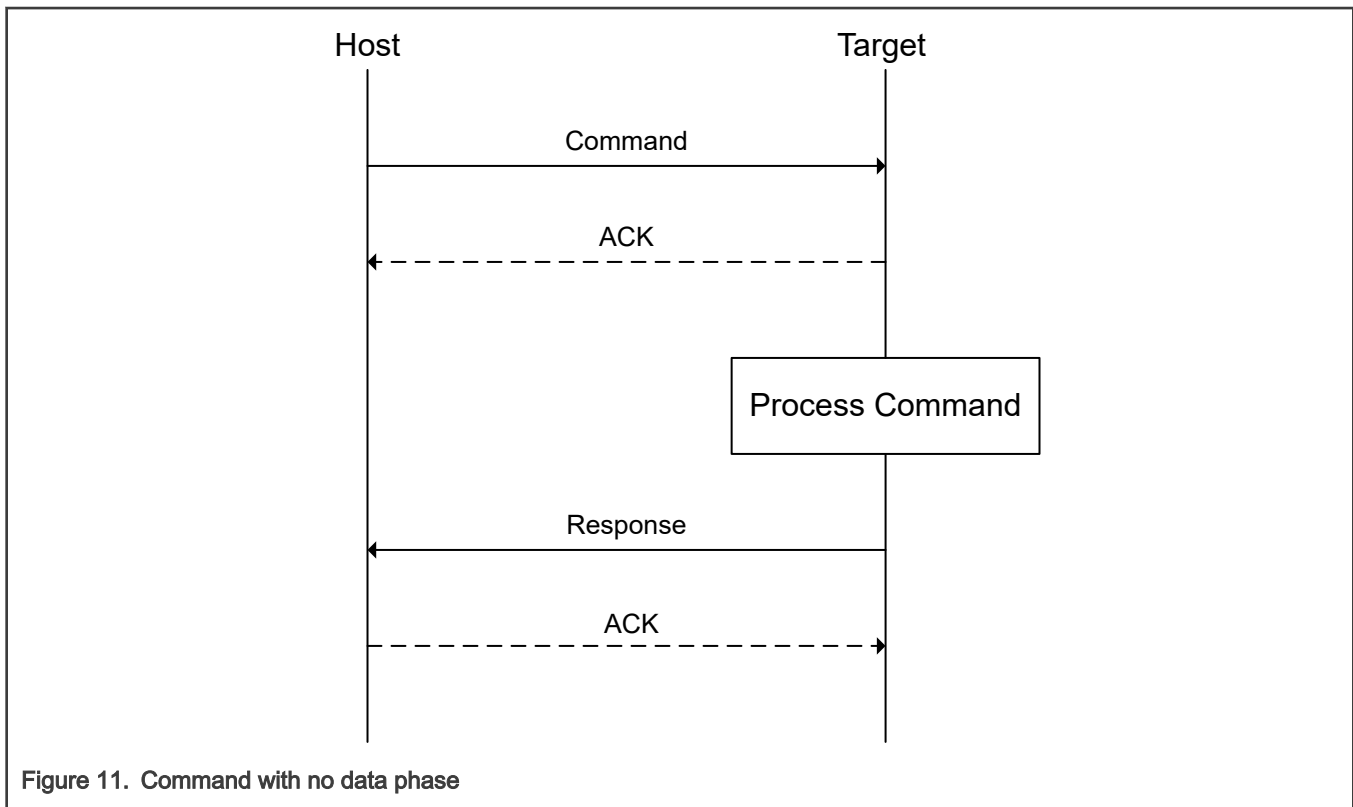 Host Target
Command
ACK
Process Command
Response
ACK
Figure 11. Command with no data phase